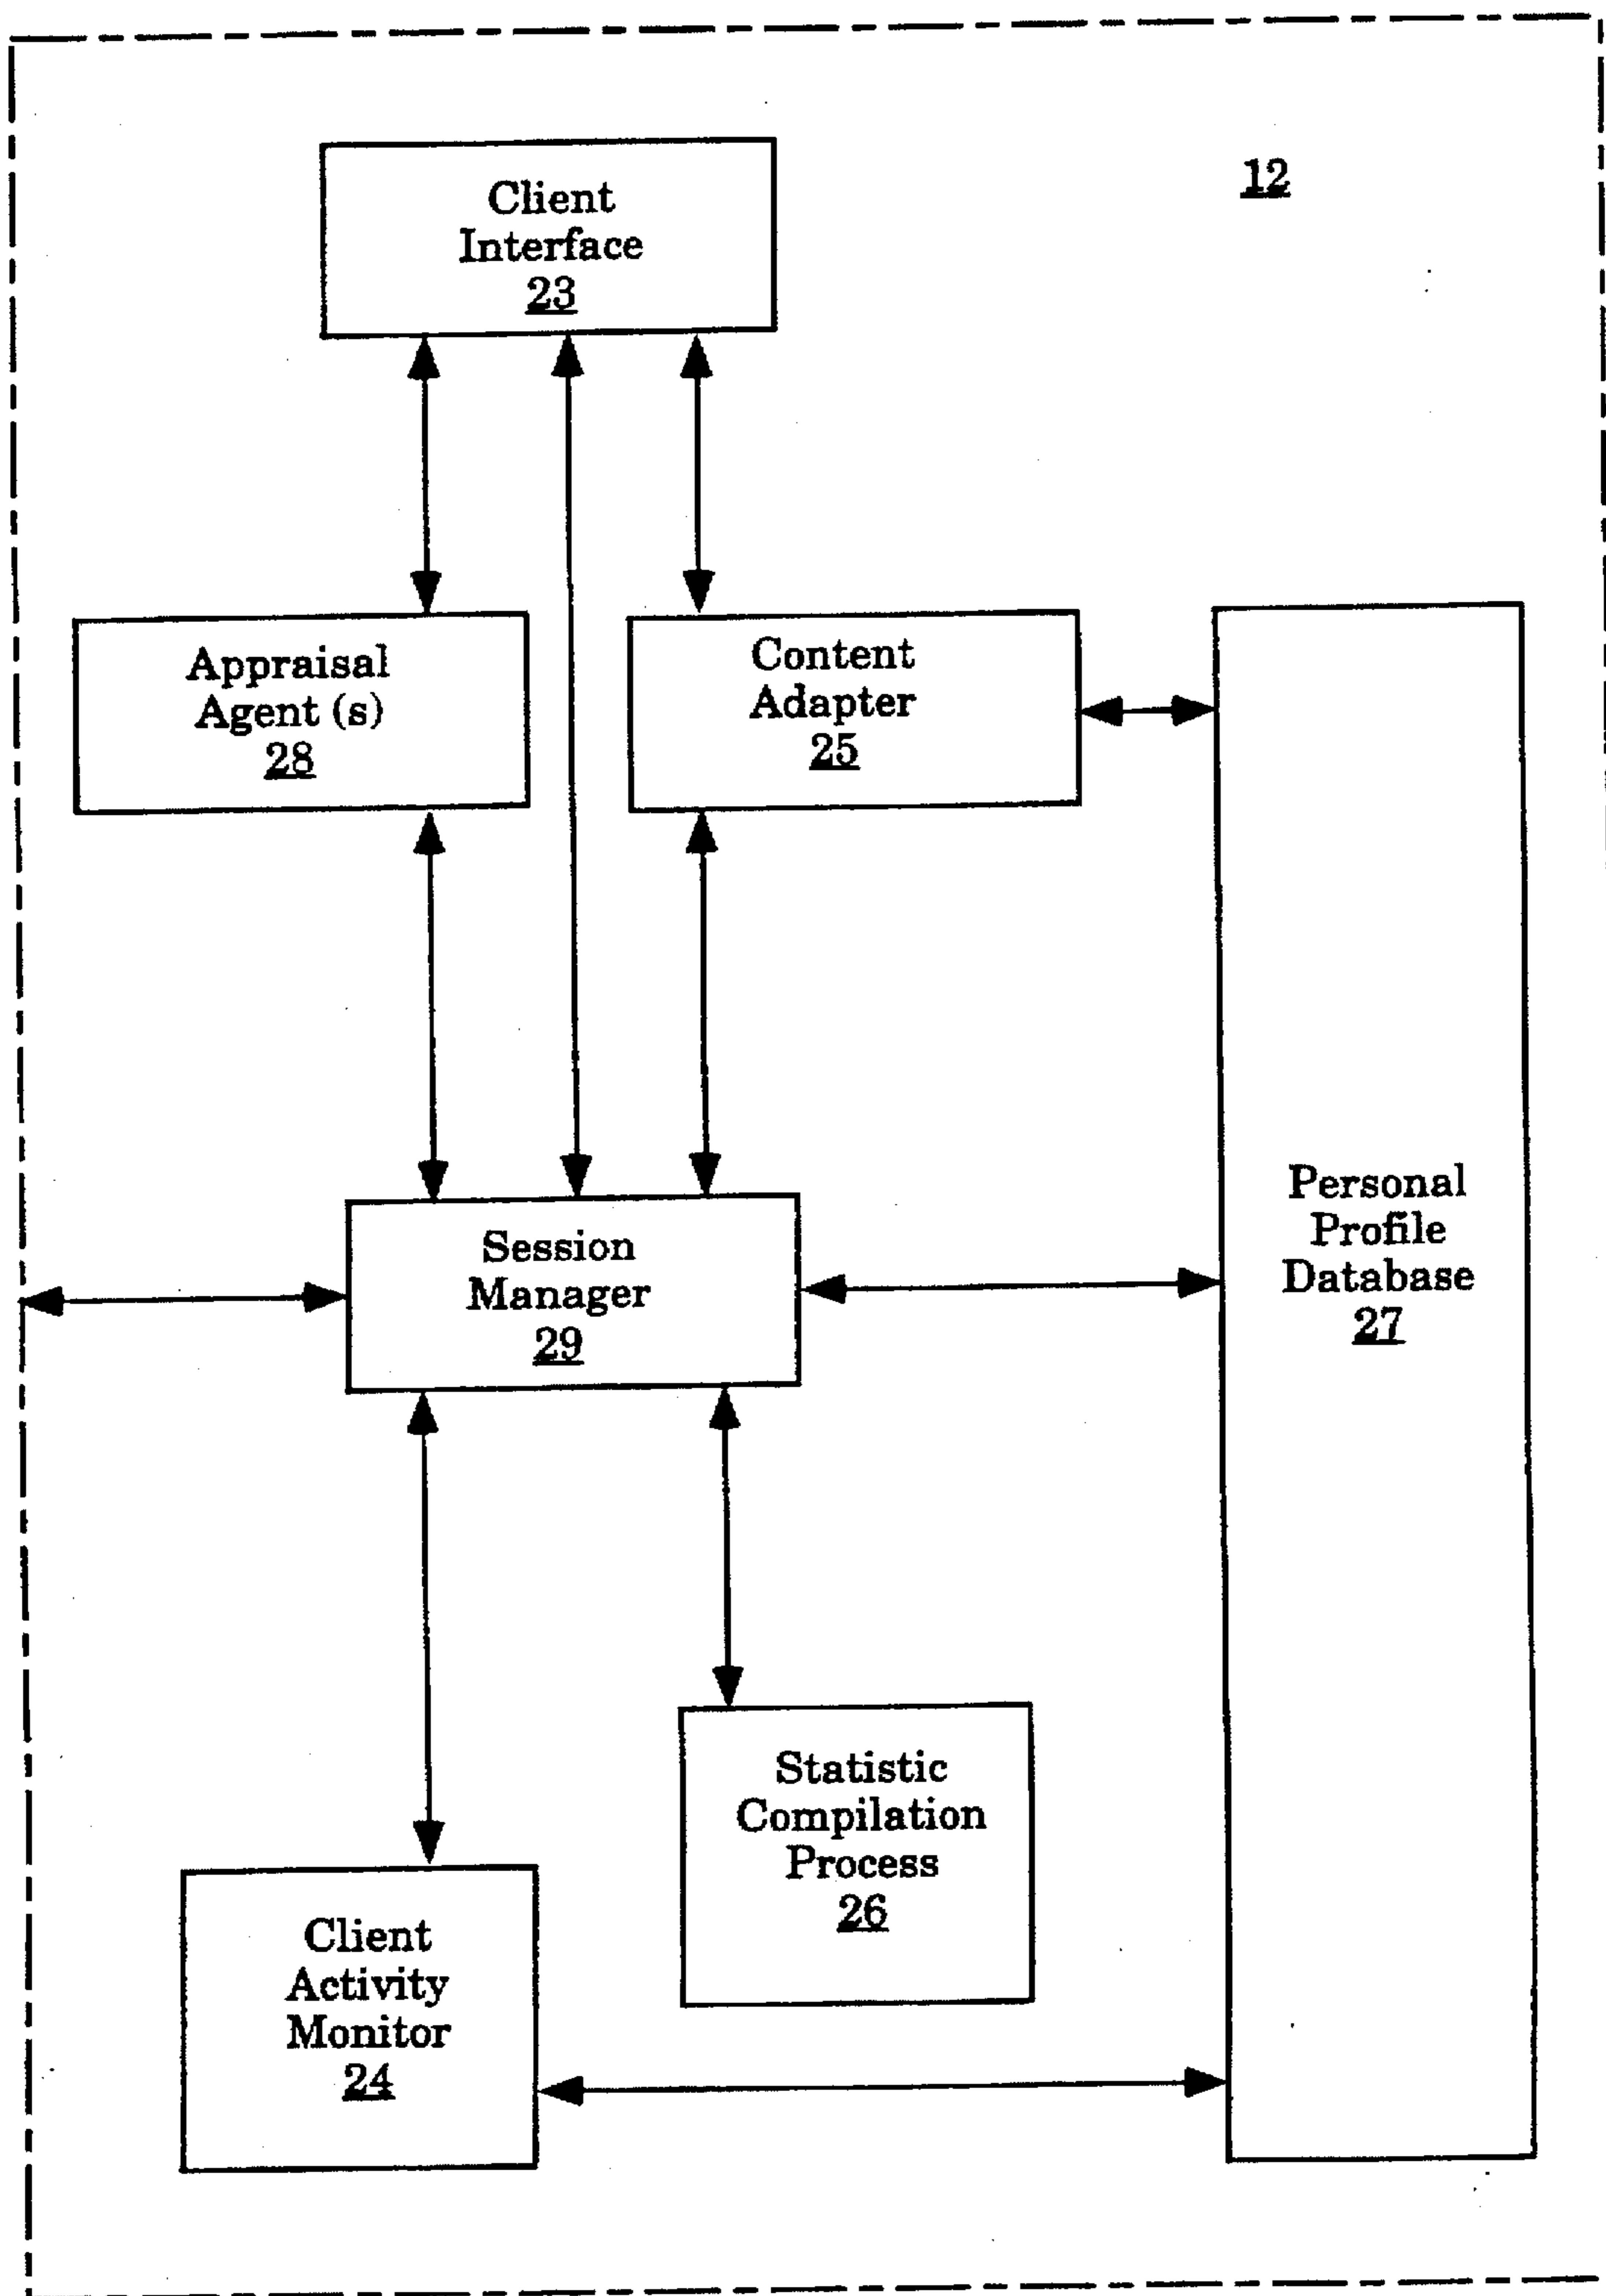 12
Client
Interface
23
Appraisal
Agent (s)
28
Content
Adapter
25
Personal
Profile
Database
27
Session
Manager
29
Statistic
Compilation
Process
26
Client
Activity
Monitor
24